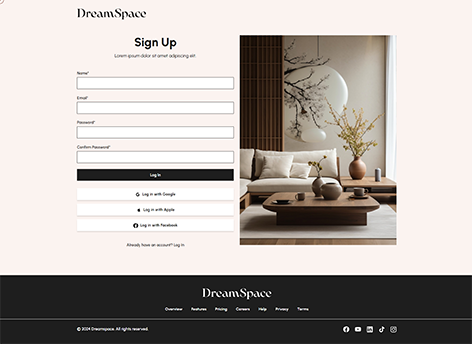 DreamSpace
Sign Up
Lorem ipsum dolor sit amet adipiscing elit.
Name*
Email*
Password*
Confirm Password*
Log In
Log in with Google
Log in with Apple
Log in with Facebook
Already have an account? Log In
DreamSpace
Overview Features Pricing Careers Help Privacy Terms
© 2024 Dreamspace. All rights reserved.